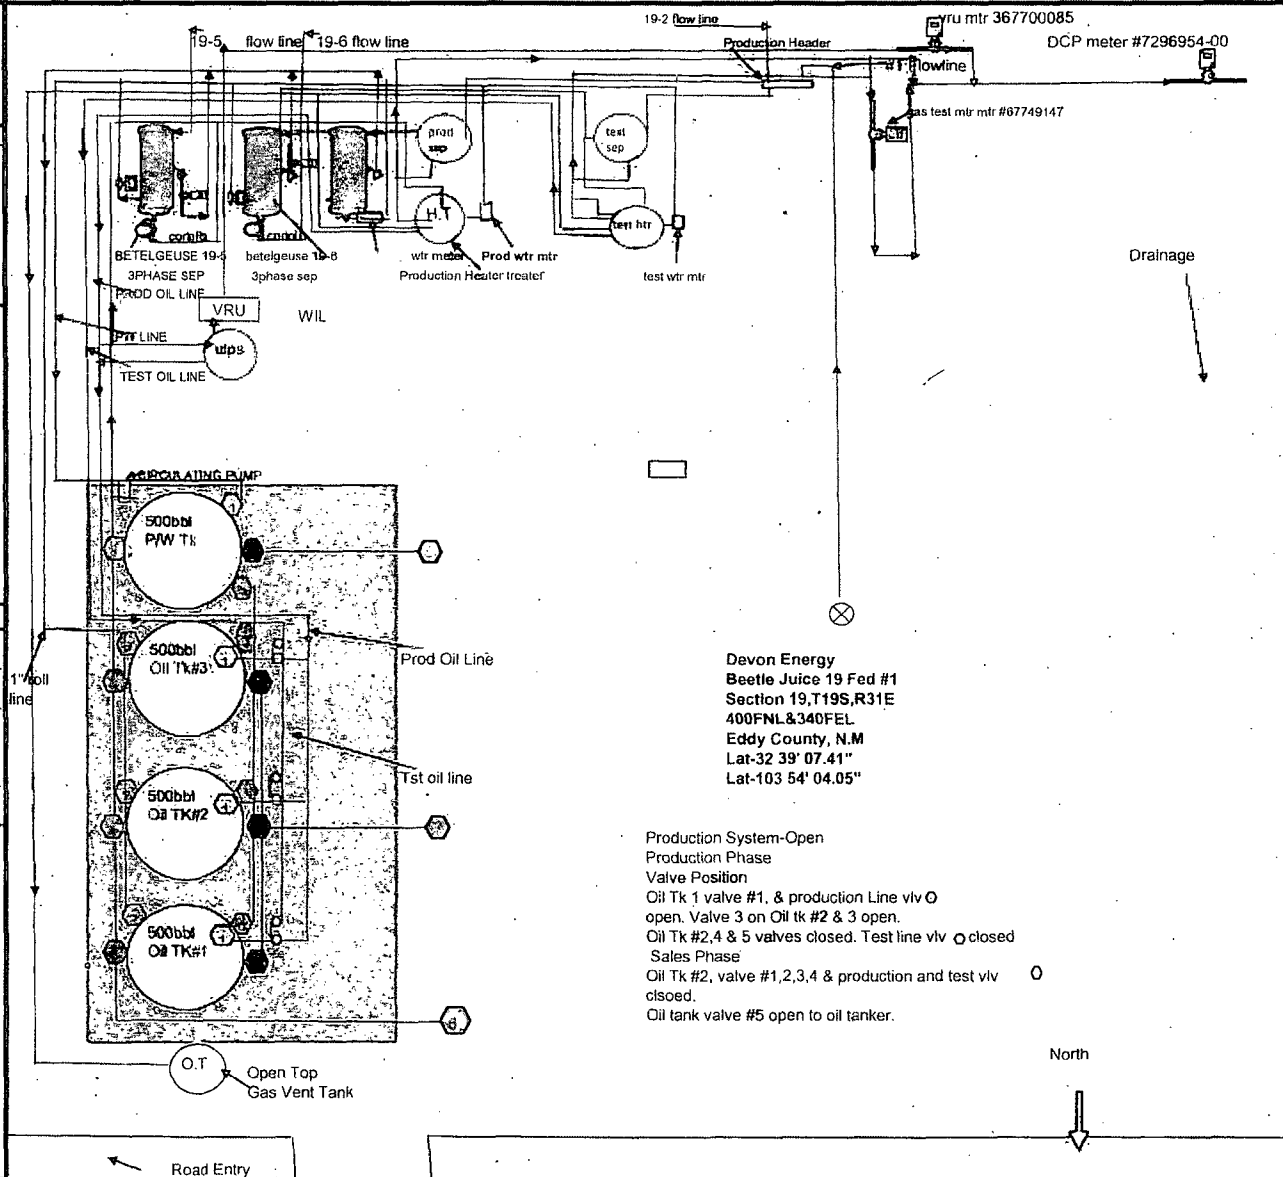 19-2 flow line
vru mtr 367700085
19-5 flow line
19-6 flow line
Production Header
DCP meter #7296954-00
#1 flowline
gas test mtr mtr #67749147
prod
sep
test
sep
H.T
test htr
BETELGEUSE 19-5
3PHASE SEP
betelgeuse 19-6
3phase sep
wtr meter
Prod wtr mtr
Production Heater treater
test wtr mtr
Drainage
PROD OIL LINE
VRU
WIL
LINE
TEST OIL LINE
CIRCULATING PUMP
500bbl
P/W Tk
500bbl
Oil Tk#3
Prod Oil Line
line
Tst oil line
500bbl
Oil TK#2
500bbl
Oil TK#1
Devon Energy
Beetle Juice 19 Fed #1
Section 19,T19S,R31E
400FNL&340FEL
Eddy County, N.M
Lat-32 39' 07.41"
Lat-103 54' 04.05"
Production System-Open
Production Phase
Valve Position
Oil Tk 1 valve #1, & production Line vlv
open. Valve 3 on Oil tk #2 & 3 open.
Oil Tk #2,4 & 5 valves closed. Test line vlv closed
Sales Phase
Oil Tk #2, valve #1,2,3,4 & production and test vlv
clsoed.
Oil tank valve #5 open to oil tanker.
O.T
Open Top
Gas Vent Tank
North
Road Entry